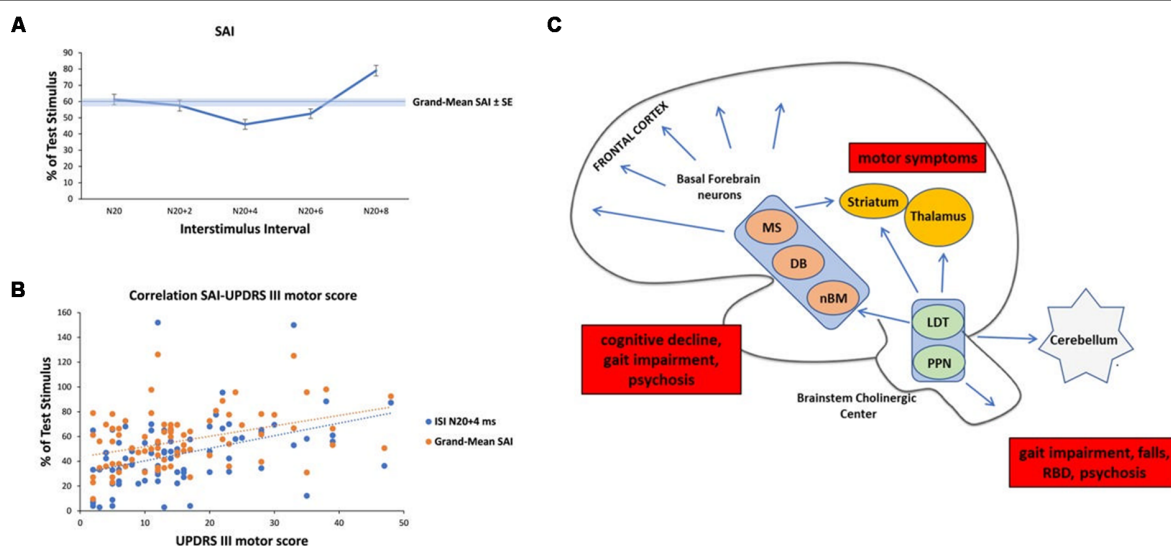 A
SAI
% of Test Stimulus
90
80
70
60
50
40
30
20
10
0
Grand-Mean SAI ± SE
N20
N20+2
N20+4
N20+6
N20+8
Interstimulus Interval
B
Correlation SAI-UPDRS III motor score
% of Test Stimulus
160
140
120
100
80
60
40
20
0
0
10
20
30
40
50
UPDRS III motor score
ISI N20+4 ms
Grand-Mean SAI
C
FRONTAL CORTEX
Basal Forebrain
neurons
motor symptoms
Striatum
Thalamus
MS
DB
nBM
LDT
PPN
Cerebellum
cognitive decline,
gait impairment,
psychosis
Brainstem Cholinergic
Center
gait impairment, falls,
RBD, psychosis